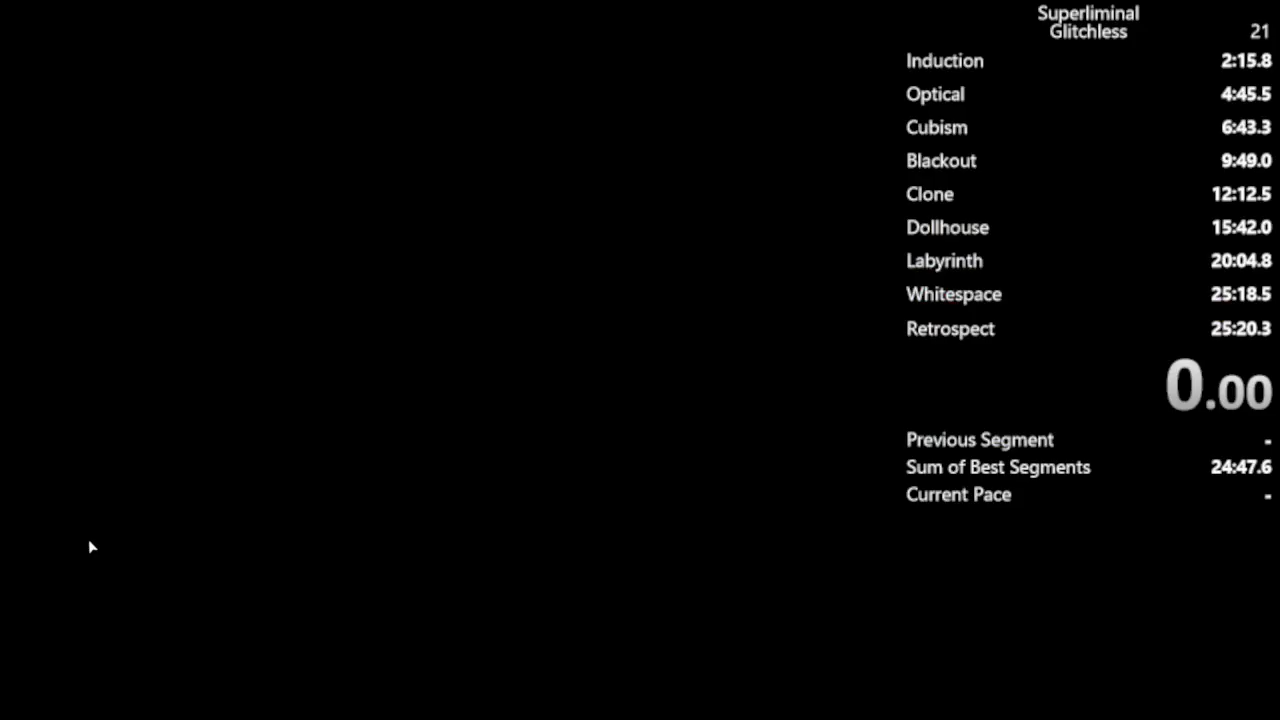 Superliminal
Glitchless 21
Induction 2:15.8
Optical 4:45.5
Cubism 6:43.3
Blackout 9:49.0
Clone 12:12.5
Dollhouse 15:42.0
Labyrinth 20:04.8
Whitespace 25:18.5
Retrospect 25:20.3
0.00
Previous Segment -
Sum of Best Segments 24:47.6
Current Pace -